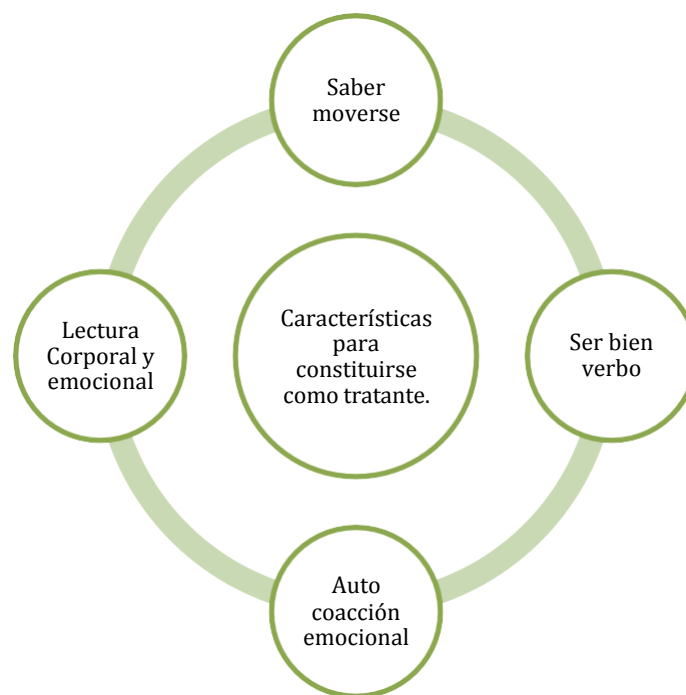 Saber
moverse
Características
para
constituirse
como tratante.
Ser bien
verbo
Auto
coacción
emocional
Lectura
Corporal y
emocional